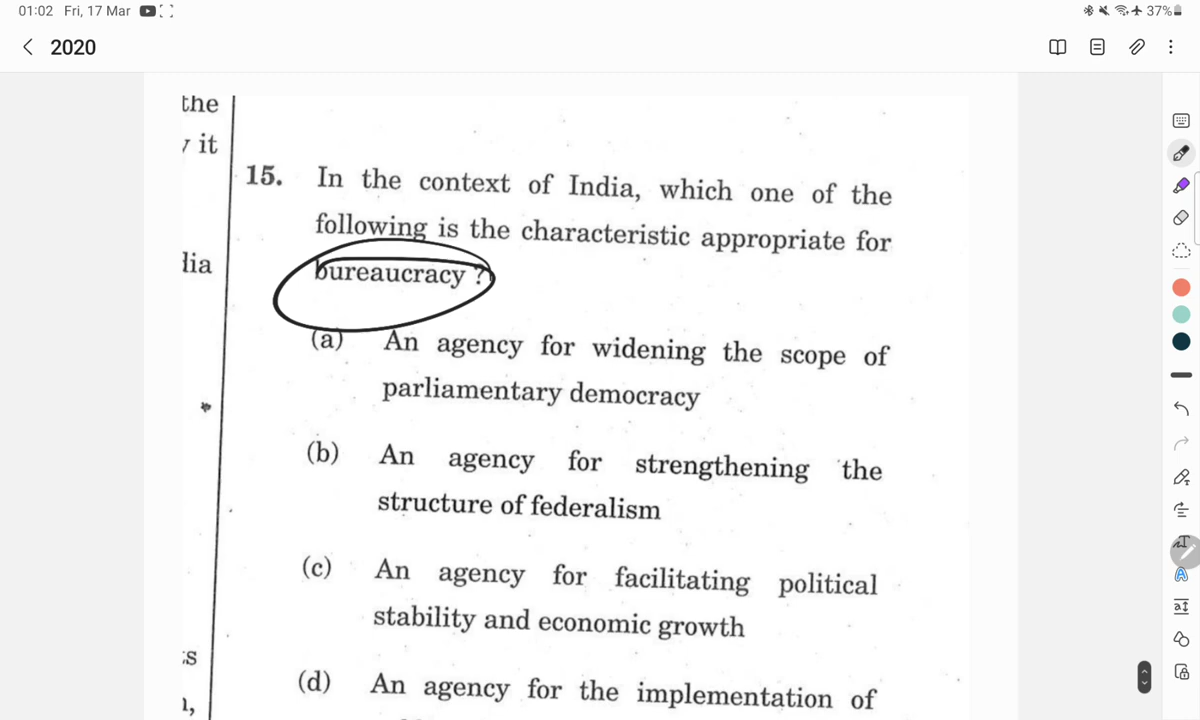 01:02 Fri, 17 Mar
37%
2020
the
it
15. In the context of India, which one of the
following is the characteristic appropriate for
bureaucracy ?
(a) An agency for widening the scope of
parliamentary democracy
(b) An agency for strengthening the
structure of federalism
(c) An agency for facilitating political
stability and economic growth
(d) An agency for the implementation of